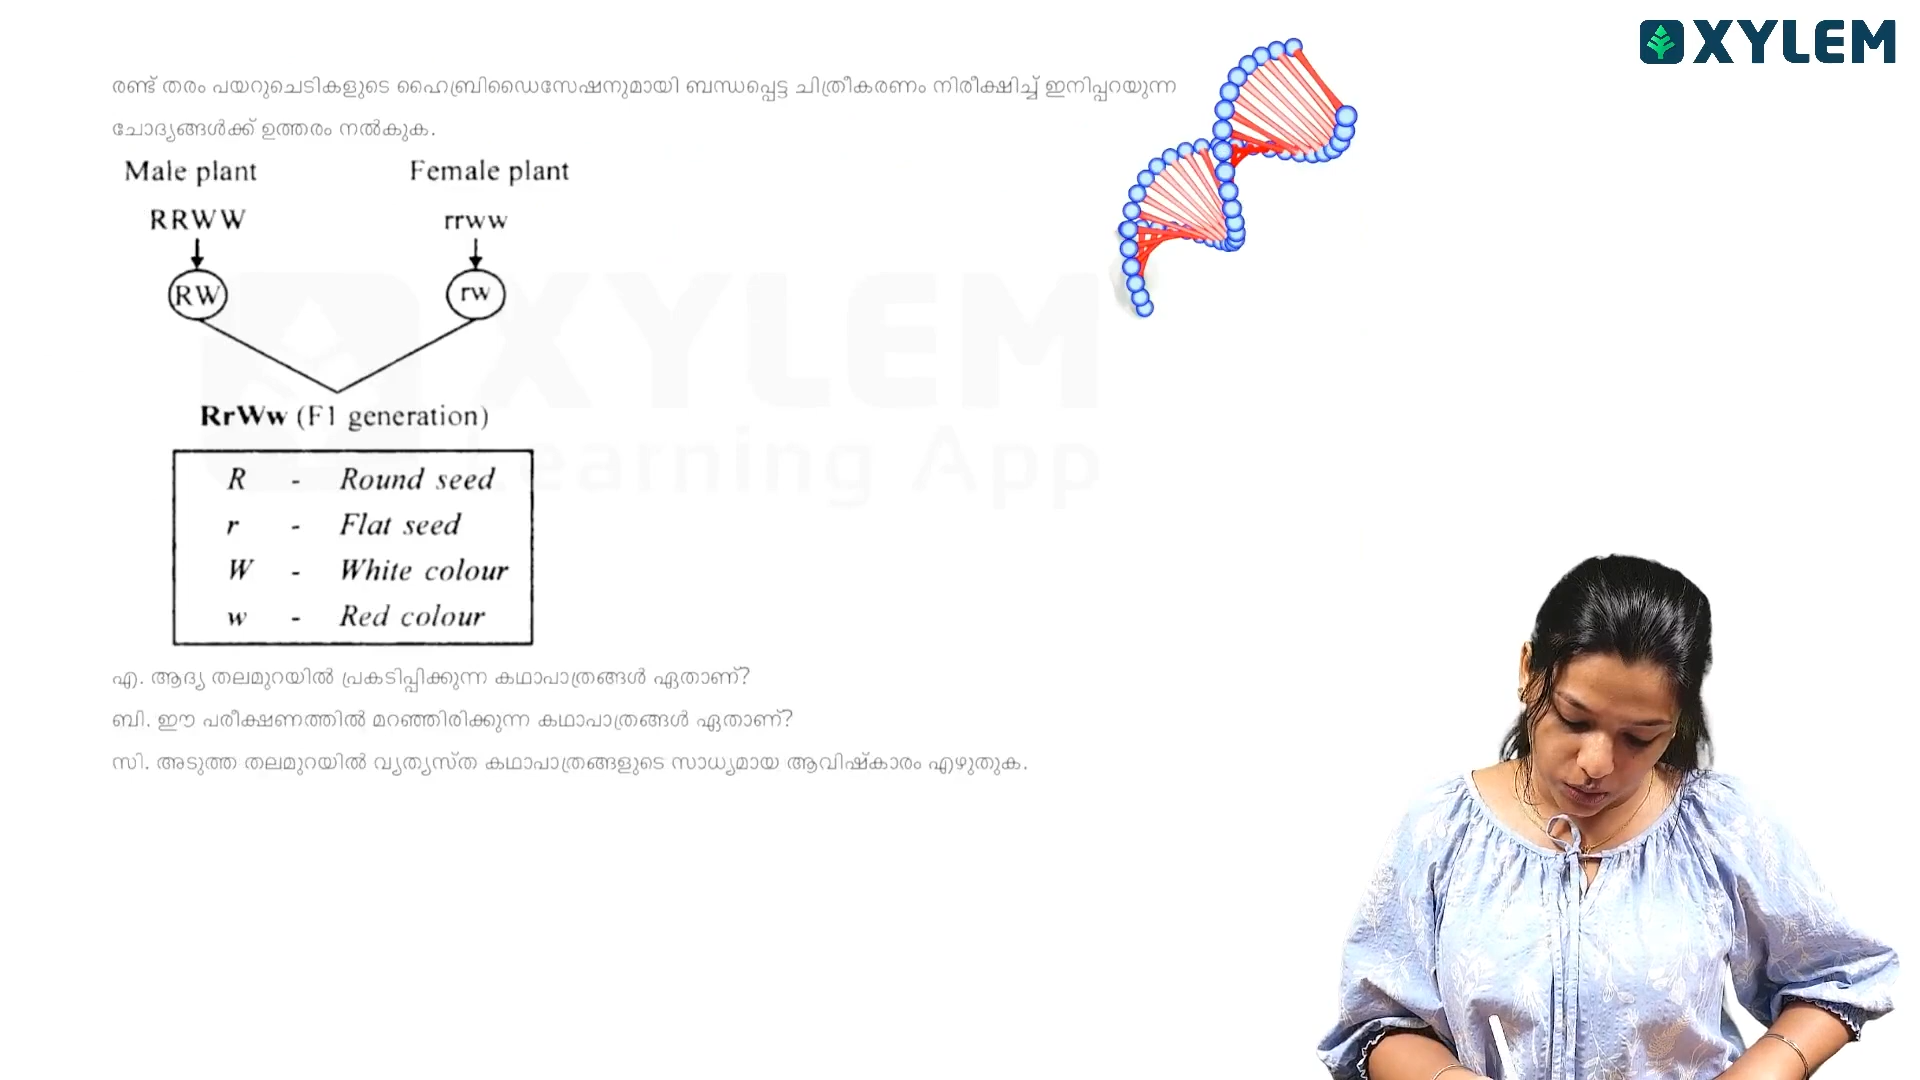 XYLEM
രണ്ട് തരം പയറുചെടികളുടെ ഹൈബ്രിഡൈസേഷനുമായി ബന്ധപ്പെട്ട ചിത്രീകരണം നിരീക്ഷിച്ച് ഇനിപ്പറയുന്ന
ചോദ്യങ്ങൾക്ക് ഉത്തരം നൽകുക.
Male plant Female plant
RRWW rrww
RW rw
RrWw (F1 generation)
R - Round seed
r - Flat seed
W - White colour
w - Red colour
എ. ആദ്യ തലമുറയിൽ പ്രകടിപ്പിക്കുന്ന കഥാപാത്രങ്ങൾ ഏതാണ്?
ബി. ഈ പരീക്ഷണത്തിൽ മറഞ്ഞിരിക്കുന്ന കഥാപാത്രങ്ങൾ ഏതാണ്?
സി. അടുത്ത തലമുറയിൽ വ്യത്യസ്ത കഥാപാത്രങ്ങളുടെ സാധ്യമായ ആവിഷ്കാരം എഴുതുക.
XYLEM
Learning App